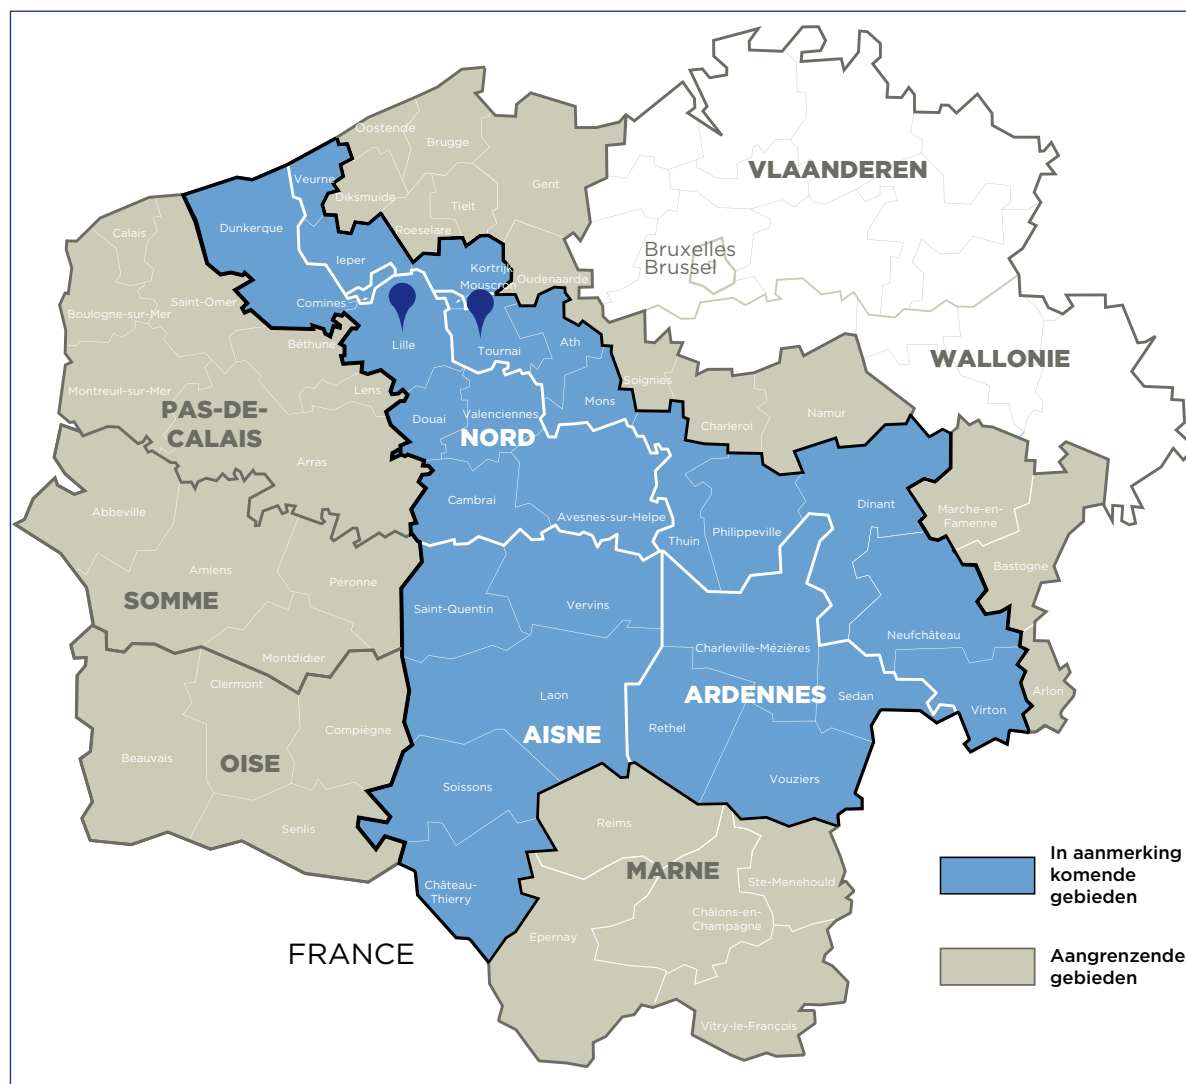 VLAANDEREN
Bruxelles
Brussel
WALLONIE
Oostende
Brugge
Gent
Veurne
Diksmuide
Tielt
Roeselare
Dunkerque
Ieper
Kortrijk
Mouscron
Oudenaarde
Comines
Calais
Saint-Omer
Boulogne-sur-Mer
Béthune
Lille
Tournai
Ath
Montreuil-sur-Mer
Lens
Soignies
PAS-DE-
CALAIS
Douai
Valenciennes
Mons
Charleroi
Namur
NORD
Arras
Cambrai
Avesnes-sur-Helpe
Thuin
Philippeville
Dinant
Marche-en-
Famenne
Bastogne
Abbeville
Amiens
Péronne
SOMME
Montdidier
Saint-Quentin
Vervins
Charleville-Mézières
Neufchâteau
Clermont
Laon
ARDENNES
Sedan
Virton
Arlon
Compiègne
AISNE
Rethel
Beauvais
OISE
Soissons
Vouziers
Senlis
Reims
MARNE
Château-
Thierry
Ste-Menehould
Châlons-en-
Champagne
Epernay
FRANCE
Vitry-le-François
In aanmerking
komende
gebieden
Aangrenzende
gebieden